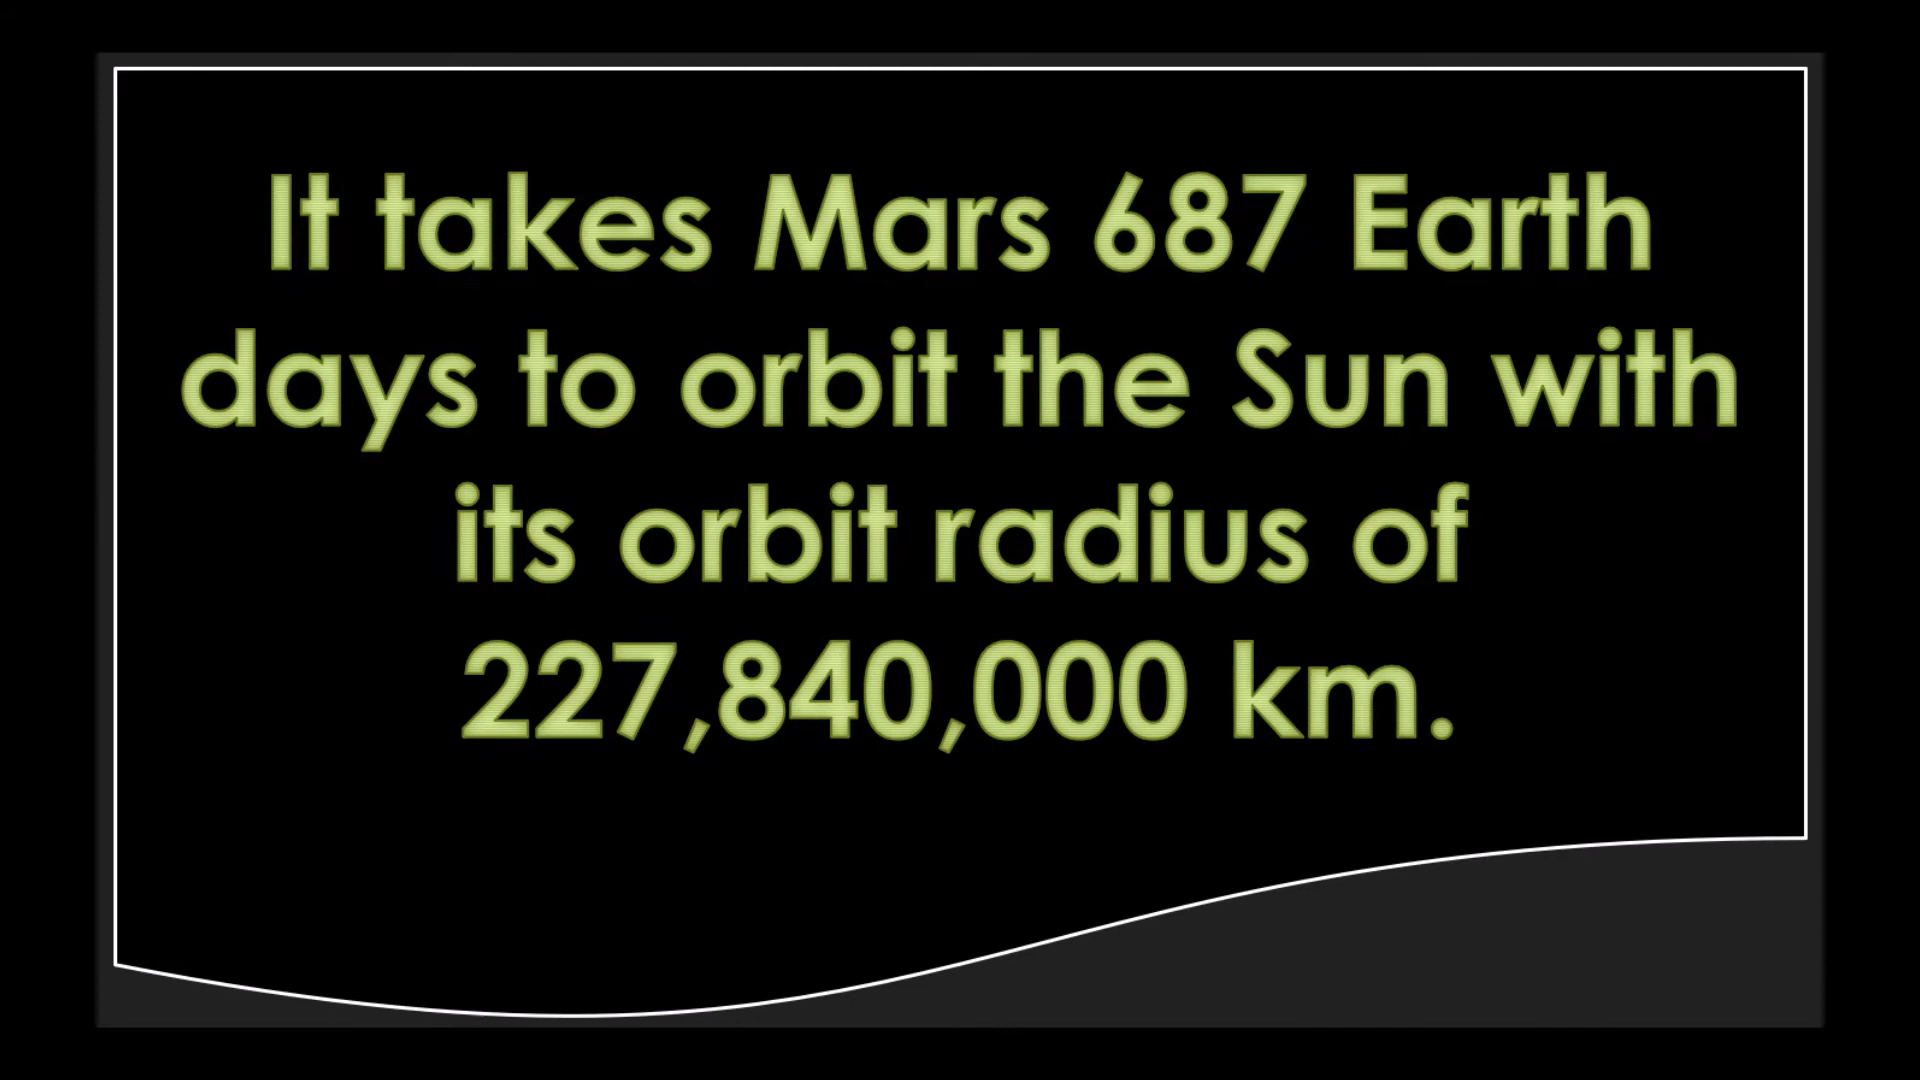 It takes Mars 687 Earth
days to orbit the Sun with
its orbit radius of
227,840,000 km.